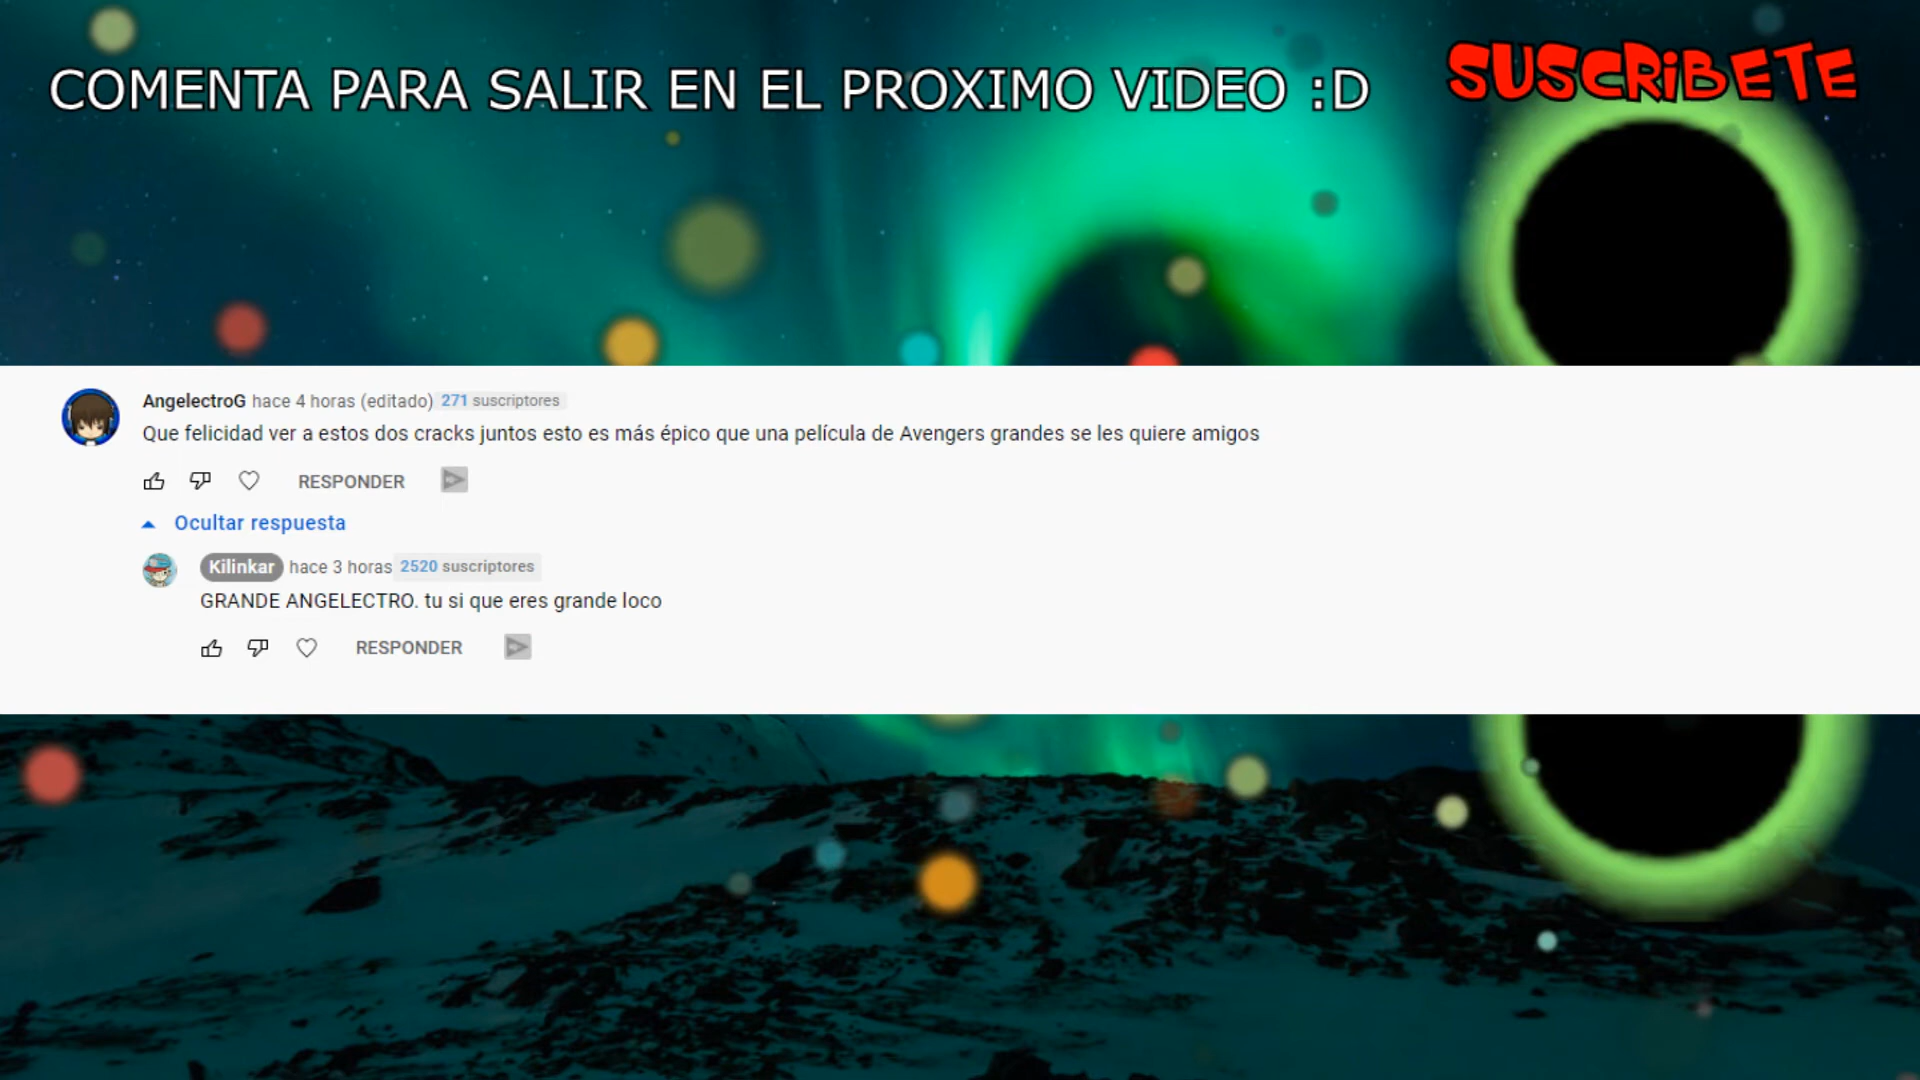 COMENTA PARA SALIR EN EL PROXIMO VIDEO :D
SUSCRIBETE
AngelectroG hace 4 horas (editado) 271 suscriptores
Que felicidad ver a estos dos cracks juntos esto es más épico que una película de Avengers grandes se les quiere amigos
RESPONDER
Ocultar respuesta
Kilinkar hace 3 horas 2520 suscriptores
GRANDE ANGELECTRO. tu si que eres grande loco
RESPONDER